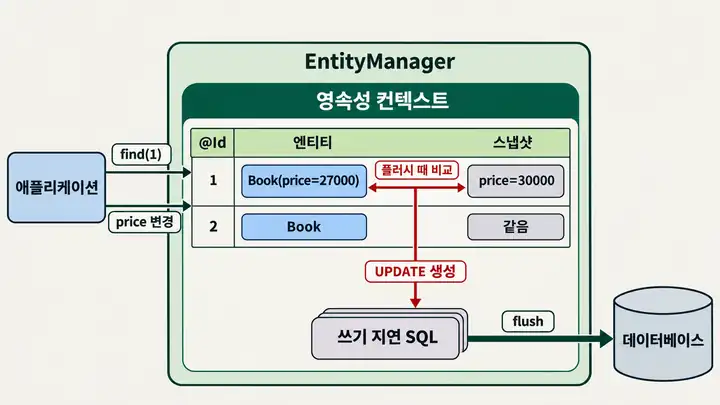 EntityManager
영속성 컨텍스트
@Id
엔티티
스냅샷
애플리케이션
find(1)
price 변경
1
Book(price=27000)
플러시 때 비교
price=30000
2
Book
같음
UPDATE 생성
쓰기 지연 SQL
flush
데이터베이스